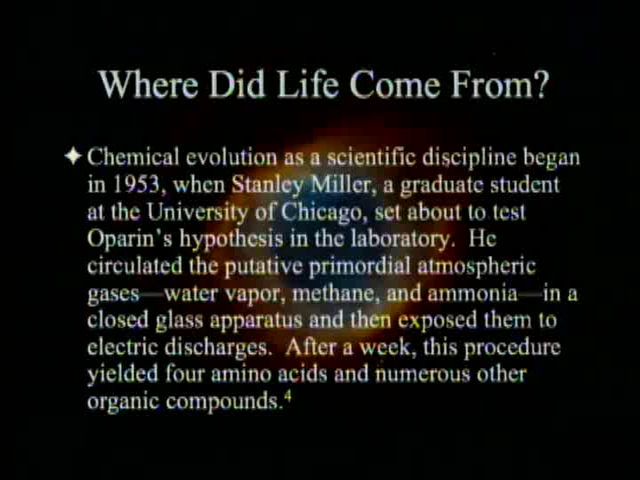 Where Did Life Come From?
✦ Chemical evolution as a scientific discipline began
in 1953, when Stanley Miller, a graduate student
at the University of Chicago, set about to test
Oparin's hypothesis in the laboratory. He
circulated the putative primordial atmospheric
gases—water vapor, methane, and ammonia—in a
closed glass apparatus and then exposed them to
electric discharges. After a week, this procedure
yielded four amino acids and numerous other
organic compounds.⁴